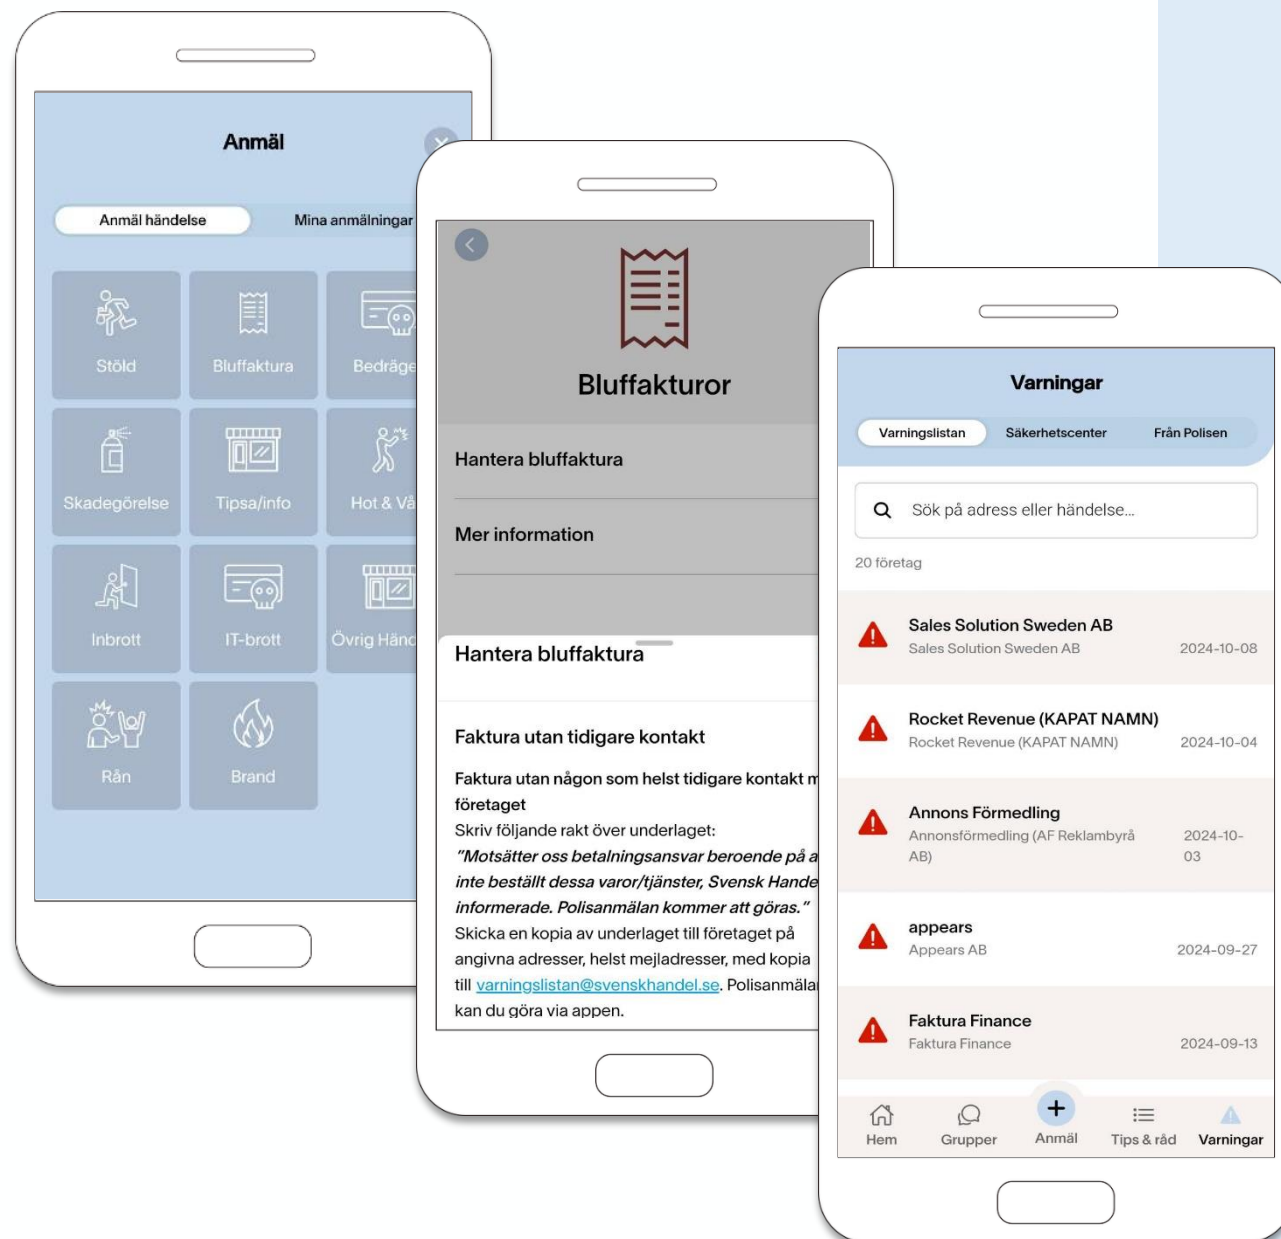 Anmäl
Anmäl händelse
Mina anmälningar
Stöld
Bluffaktura
Skadegörelse
Tipsa/info
Hot &
Inbrott
IT-brott
Övrig
Rån
Brand
Bluffakturor
Hantera bluffaktura
Mer information
Hantera bluffaktura
Faktura utan tidigare kontakt
Faktura utan någon som helst tidigare kontakt
företaget
Skriv följande rakt över underlaget:
"Motsätter oss betalningsansvar beroende på
inte beställt dessa varor/tjänster, Svensk
informerade. Polisanmälan kommer att göras."
Skicka en kopia av underlaget till företaget på
angivna adresser, helst mejladresser, med kopia
till varningslistan@svenskhandel.se.
kan du göra via appen.
Varningar
Varningslistan
Säkerhetscenter
Från Polisen
Sök på adress eller händelse...
20 företag
Sales Solution Sweden AB
Sales Solution Sweden AB
2024-10-08
Rocket Revenue (KAPAT NAMN)
Rocket Revenue (KAPAT NAMN)
2024-10-04
Annons Förmedling
Annonsförmedling (AF Reklambyrå
AB)
2024-10-
03
appears
Appears AB
2024-09-27
Faktura Finance
Faktura Finance
2024-09-13
Hem
Grupper
Anmäl
Tips & råd
Varningar